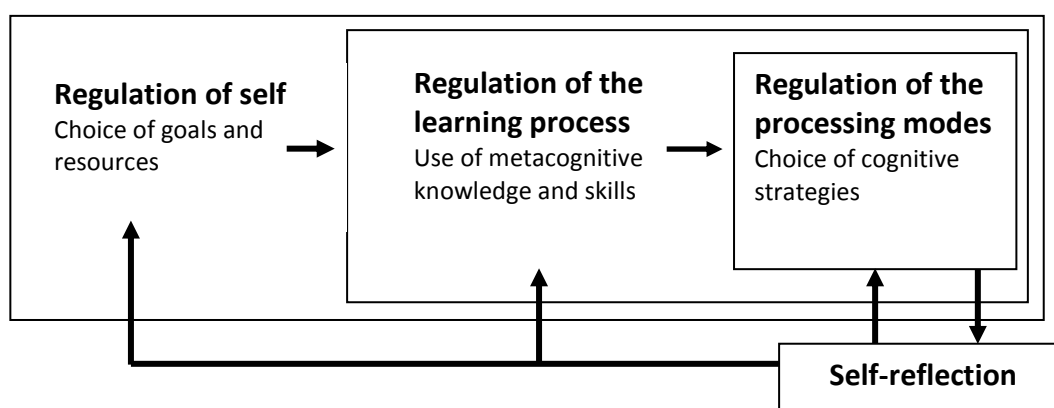 Regulation of self
Choice of goals and
resources
Regulation of the
learning process
Use of metacognitive
knowledge and skills
Regulation of the
processing modes
Choice of cognitive
strategies
Self-reflection